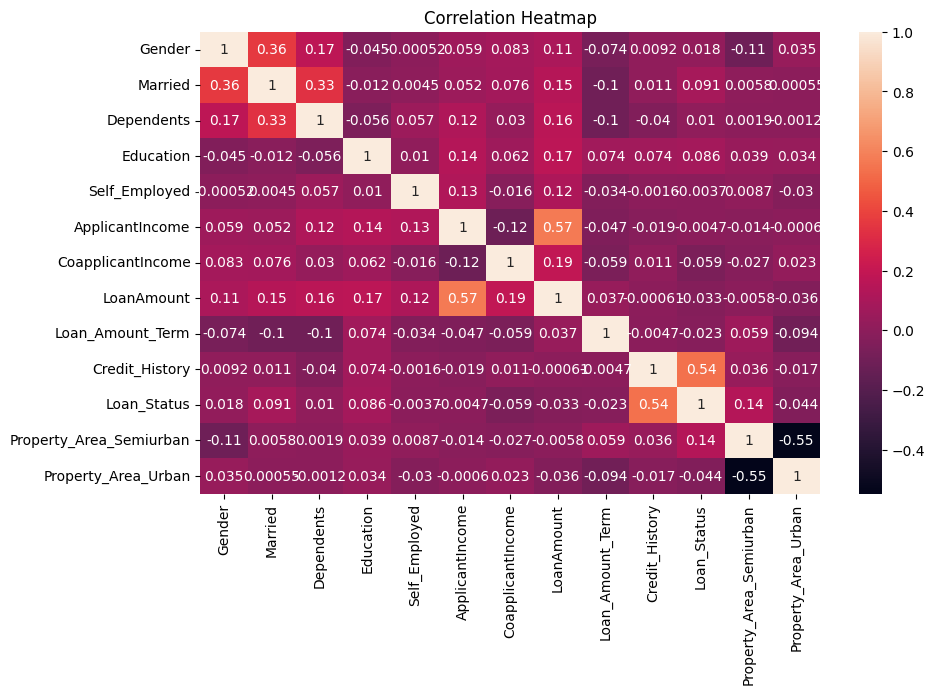 Correlation Heatmap
Gender 1 0.36 0.17 -0.045 -0.00052 0.059 0.083 0.11 -0.074 0.0092 0.018 -0.11 0.035
Married 0.36 1 0.33 -0.012 0.0045 0.052 0.076 0.15 -0.1 0.011 0.091 0.0058 0.00055
Dependents 0.17 0.33 1 -0.056 0.057 0.12 0.03 0.16 -0.1 -0.04 0.01 0.0019 -0.0012
Education -0.045 -0.012 -0.056 1 0.01 0.14 0.062 0.17 0.074 0.074 0.086 0.039 0.034
Self_Employed -0.00052 0.0045 0.057 0.01 1 0.13 -0.016 0.12 -0.034 -0.0016 -0.0037 0.0087 -0.03
ApplicantIncome 0.059 0.052 0.12 0.14 0.13 1 -0.12 0.57 -0.047 -0.019 -0.0047 -0.014 -0.0006
CoapplicantIncome 0.083 0.076 0.03 0.062 -0.016 -0.12 1 0.19 -0.059 0.011 -0.059 -0.027 0.023
LoanAmount 0.11 0.15 0.16 0.17 0.12 0.57 0.19 1 0.037 -0.00061 -0.033 -0.0058 -0.036
Loan_Amount_Term -0.074 -0.1 -0.1 0.074 -0.034 -0.047 -0.059 0.037 1 -0.0047 -0.023 0.059 -0.094
Credit_History 0.0092 0.011 -0.04 0.074 -0.0016 -0.019 0.011 -0.00061 -0.0047 1 0.54 0.036 -0.017
Loan_Status 0.018 0.091 0.01 0.086 -0.0037 -0.0047 -0.059 -0.033 -0.023 0.54 1 0.14 -0.044
Property_Area_Semiurban -0.11 0.0058 0.0019 0.039 0.0087 -0.014 -0.027 -0.0058 0.059 0.036 0.14 1 -0.55
Property_Area_Urban 0.035 0.00055 -0.0012 0.034 -0.03 -0.0006 0.023 -0.036 -0.094 -0.017 -0.044 -0.55 1
Gender
Married
Dependents
Education
Self_Employed
ApplicantIncome
CoapplicantIncome
LoanAmount
Loan_Amount_Term
Credit_History
Loan_Status
Property_Area_Semiurban
Property_Area_Urban
1.0
0.8
0.6
0.4
0.2
0.0
-0.2
-0.4